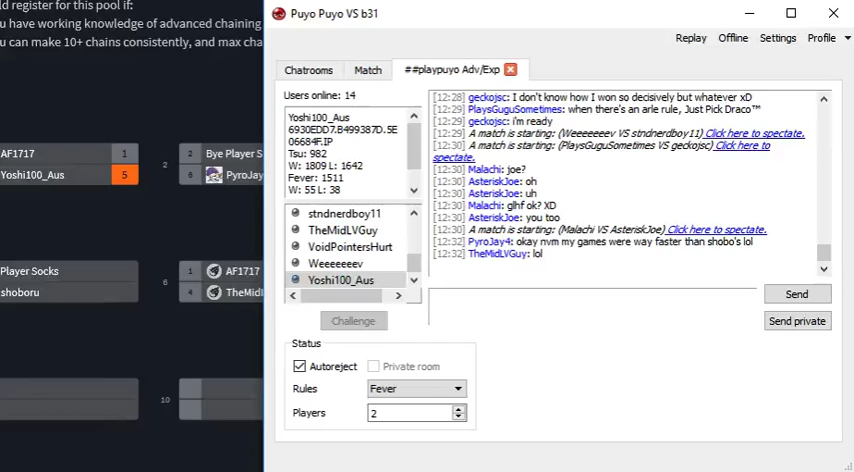 ld register for this pool if:
u have working knowledge of advanced chaining
u can make 10+ chains consistently, and max cha
AF1717 1
Yoshi100_Aus 5
2
2 Bye Player S
6 PyroJay
Player Socks
shoboru
6
1 AF1717
4 TheMidl
10
Puyo Puyo VS b31
Replay Offline Settings Profile
Chatrooms Match ##playpuyo Adv/Exp
Users online: 14
Yoshi100_Aus
6930EDD7.B499387D.5E
06684F.IP
Tsu: 982
W: 1809 L: 1642
Fever: 1511
W: 55 L: 38
stndnerdboy11
TheMidLVGuy
VoidPointersHurt
Weeeeeeev
Yoshi100_Aus
Challenge
Status
Autoreject Private room
Rules Fever
Players 2
[12:28] geckojsc: I don't know how I won so decisively but whatever xD
[12:29] PlaysGuguSometimes: when there's an arle rule, Just Pick Draco™
[12:29] geckojsc: i'm ready
[12:29] A match is starting: (Weeeeeeev VS stndnerdboy11) Click here to spectate.
[12:30] A match is starting: (PlaysGuguSometimes VS geckojsc) Click here to
spectate.
[12:30] Malachi: joe?
[12:30] AsteriskJoe: oh
[12:30] AsteriskJoe: uh
[12:30] Malachi: glhf ok? XD
[12:30] AsteriskJoe: you too
[12:30] A match is starting: (Malachi VS AsteriskJoe) Click here to spectate.
[12:32] PyroJay4: okay nvm my games were way faster than shobo's lol
[12:32] TheMidLVGuy: lol
Send
Send private